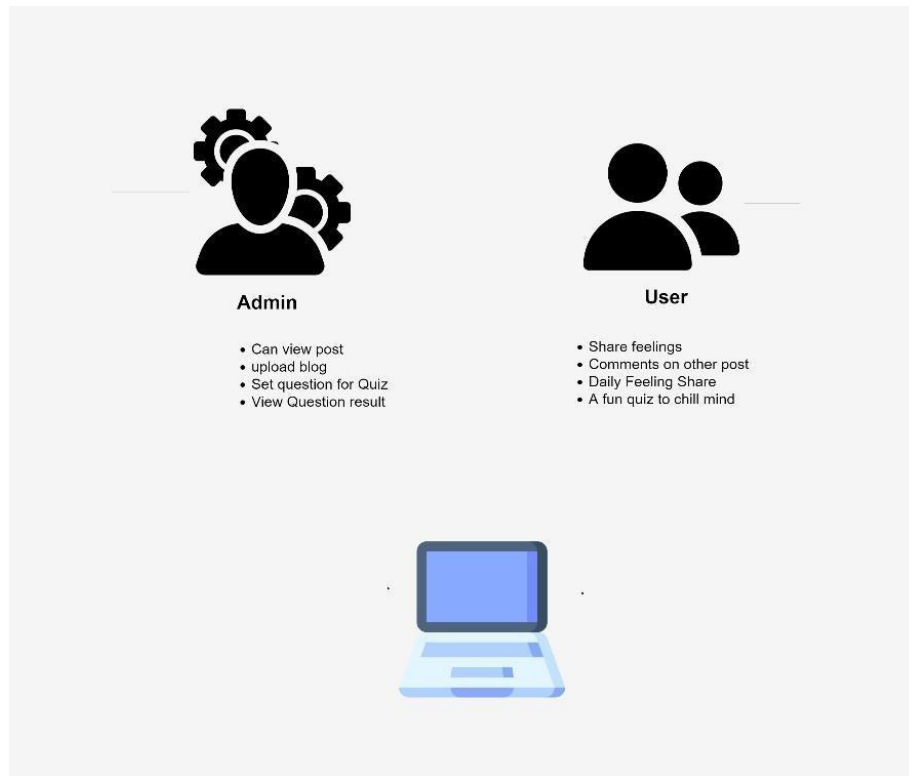 Admin
• Can view post
• upload blog
• Set question for Quiz
• View Question result
User
• Share feelings
• Comments on other post
• Daily Feeling Share
• A fun quiz to chill mind